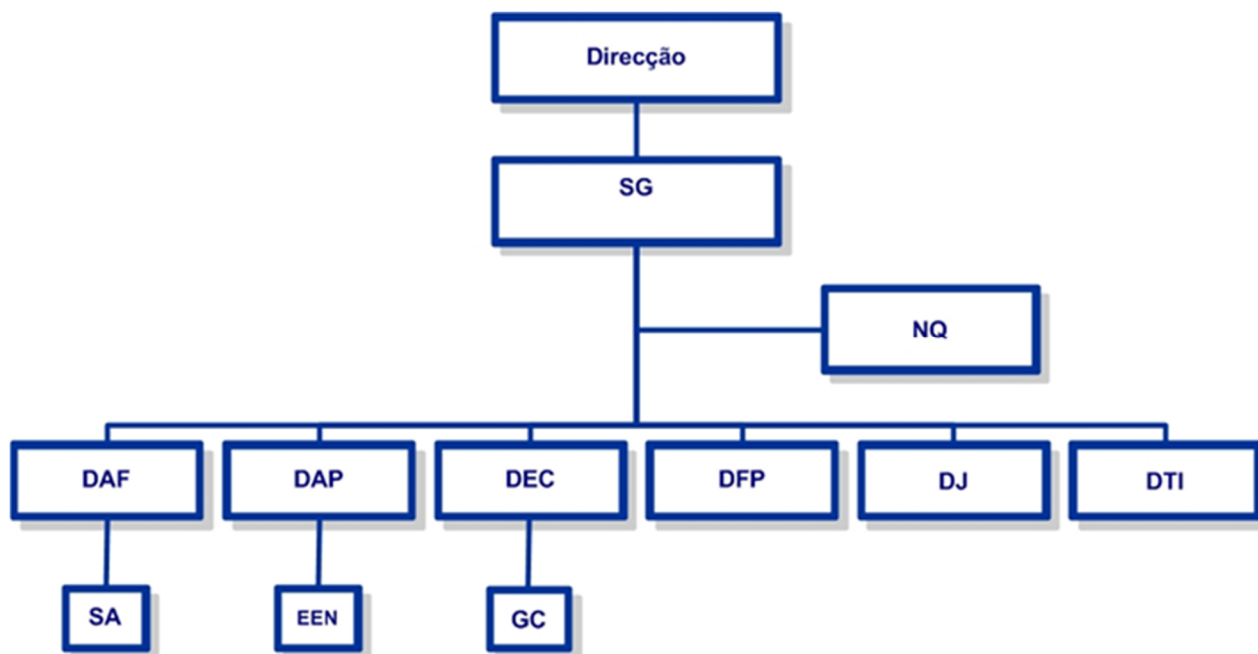 Direcção
SG
NQ
DAF
DAP
DEC
DFP
DJ
DTI
SA
EEN
GC